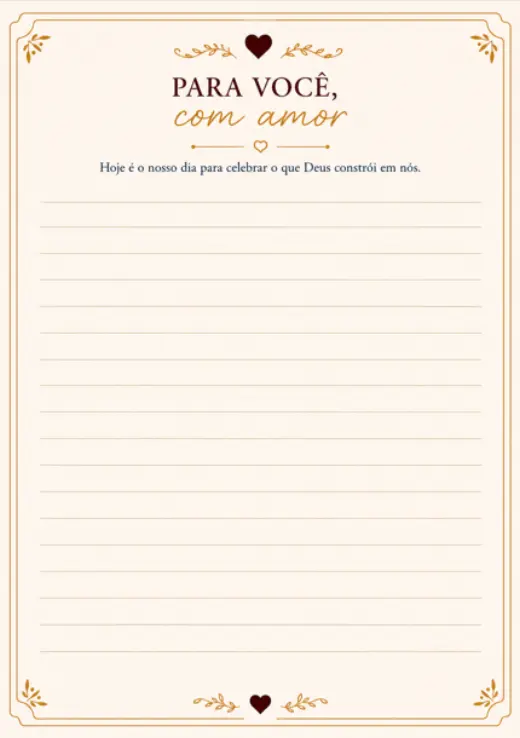 PARA VOCÊ,
com amor
Hoje é o nosso dia para celebrar o que Deus constrói em nós.